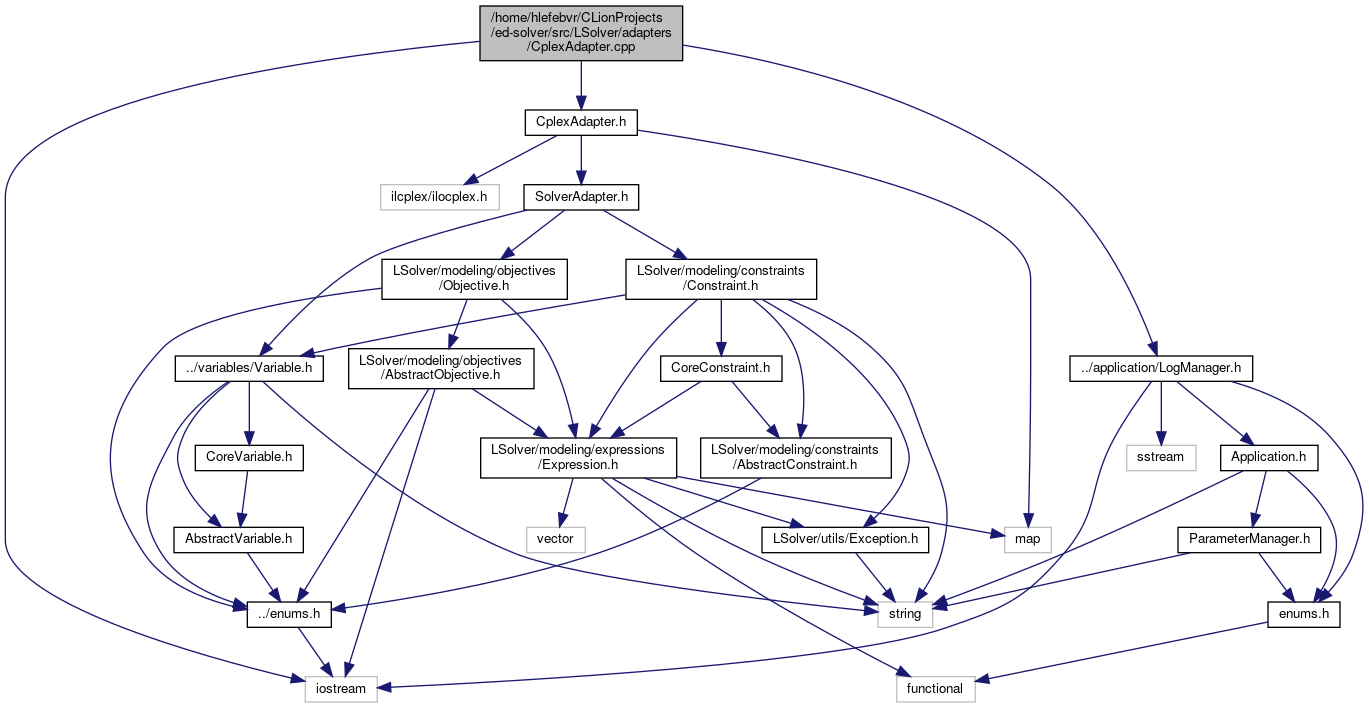 /home/hlefebvr/CLionProjects
/ed-solver/src/LSolver/adapters
/CplexAdapter.cpp
CplexAdapter.h
ilcplex/ilocplex.h
SolverAdapter.h
LSolver/modeling/objectives
/Objective.h
LSolver/modeling/constraints
/Constraint.h
../variables/Variable.h
LSolver/modeling/objectives
/AbstractObjective.h
CoreConstraint.h
../application/LogManager.h
CoreVariable.h
LSolver/modeling/expressions
/Expression.h
LSolver/modeling/constraints
/AbstractConstraint.h
sstream
Application.h
AbstractVariable.h
vector
LSolver/utils/Exception.h
map
ParameterManager.h
../enums.h
string
enums.h
iostream
functional